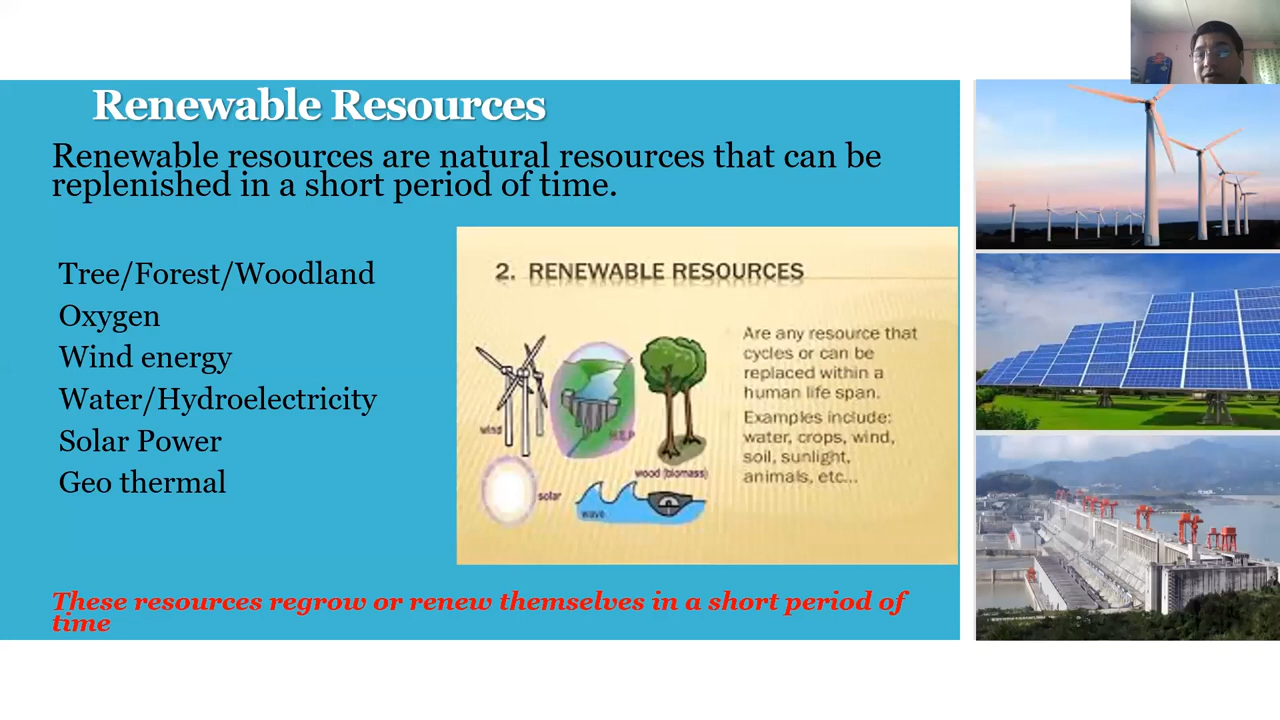 Renewable Resources
Renewable resources are natural resources that can be
replenished in a short period of time.
Tree/Forest/Woodland
Oxygen
Wind energy
Water/Hydroelectricity
Solar Power
Geo thermal
2. RENEWABLE RESOURCES
Are any resource that
cycles or can be
replaced within a
human life span.
Examples include:
water, crops, wind,
soil, sunlight,
animals, etc...
wind
H.E.P
wood (biomass)
solar
wave
These resources regrow or renew themselves in a short period of
time